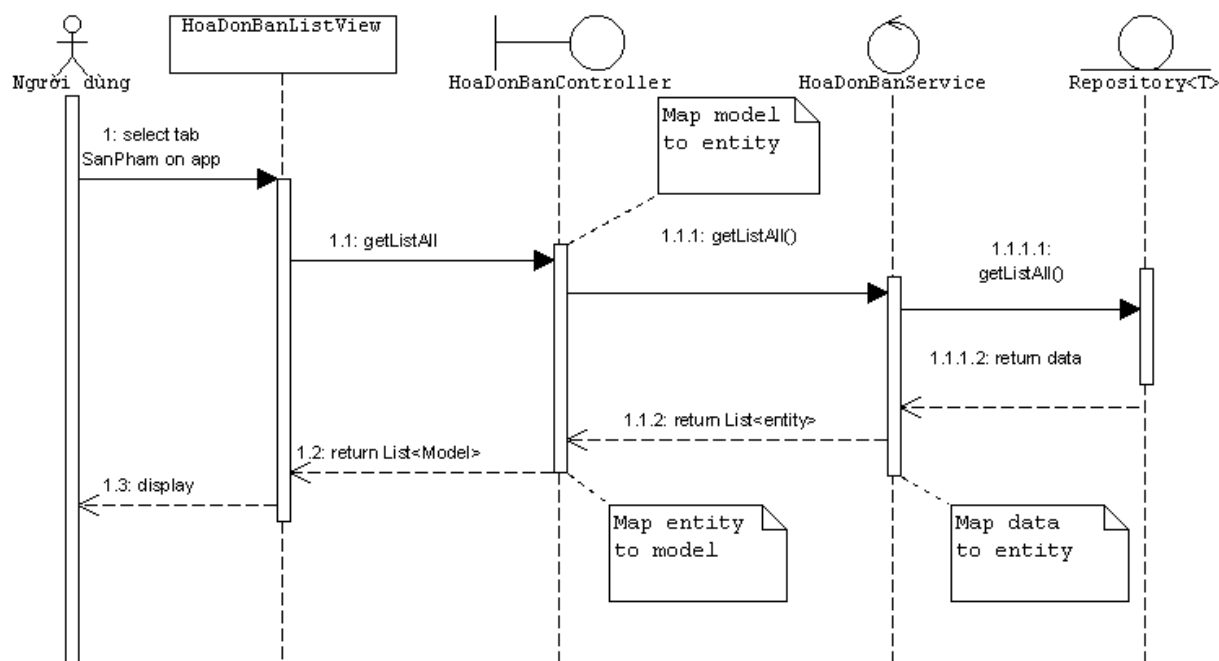 HoaDonBanListView
Người dùng
HoaDonBanController
HoaDonBanService
Repository<T>
Map model
to entity
1: select tab
SanPham on app
1.1: getListAll
1.1.1: getListAll()
1.1.1.1:
getListAll()
1.1.1.2: return data
1.1.2: return List<entity>
1.2: return List<Model>
1.3: display
Map entity
to model
Map data
to entity